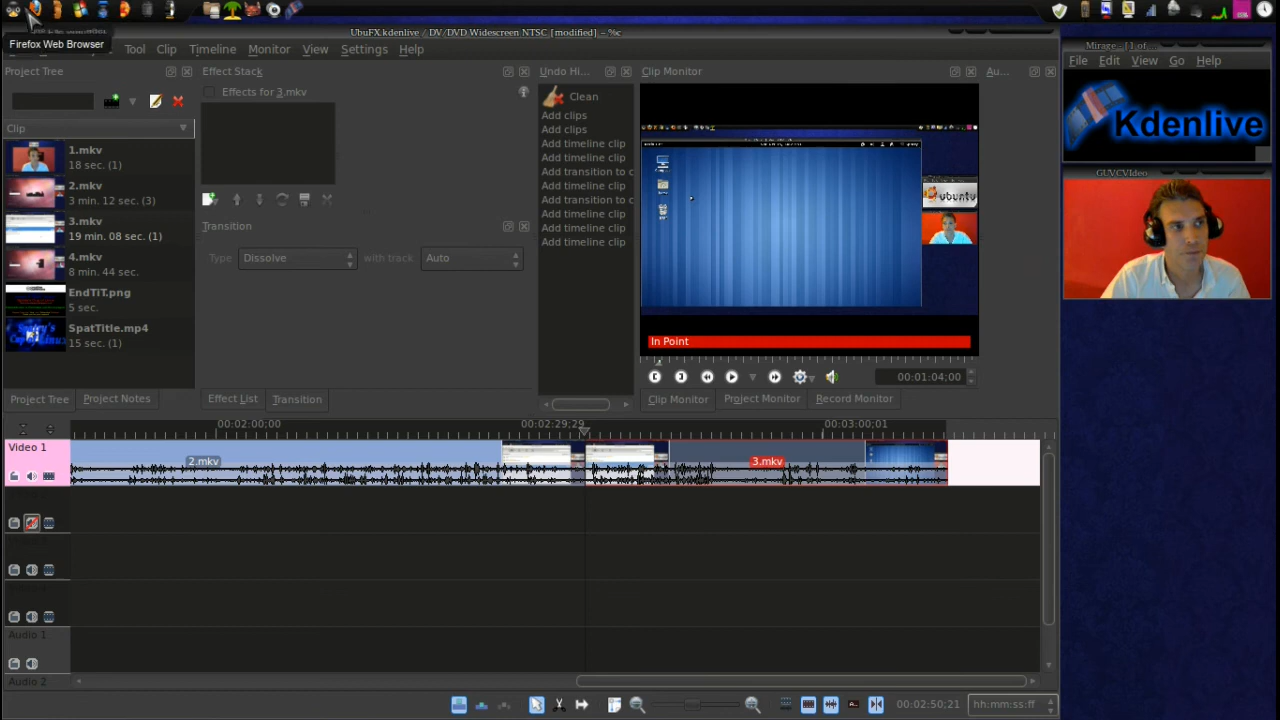 Firefox Web Browser
UbuFX.kdenlive / DV/DVD Widescreen NTSC [modified] – %c
Tool Clip Timeline Monitor View Settings Help
Project Tree
Effect Stack
Undo Hi...
Clip Monitor
Au...
Mirage...[1 of...
File Edit View Go Help
Effects for 3.mkv
Clean
Clip
Add clips
Add clips
Add timeline clip
Add timeline clip
Add transition to c
Add timeline clip
Add transition to c
Add timeline clip
Add timeline clip
Add timeline clip
1.mkv
18 sec. (1)
2.mkv
3 min. 12 sec. (3)
3.mkv
19 min. 08 sec. (1)
4.mkv
8 min. 44 sec.
EndTiT.png
5 sec.
SpatTitle.mp4
15 sec. (1)
Transition
Type Dissolve with track Auto
Kdenlive
GUVCVideo
ubuntu
In Point
00:01:04;00
Project Tree Project Notes
Effect List Transition
Clip Monitor Project Monitor Record Monitor
00:02:00;00
00:02:29;29
00:03:00;01
Video 1
2.mkv
3.mkv
Audio 1
Audio 2
00:02:50;21 hh:mm:ss:ff